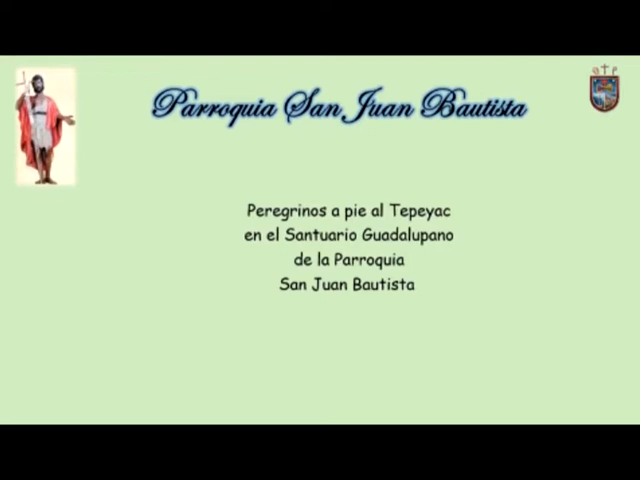 Parroquia San Juan Bautista
Peregrinos a pie al Tepeyac
en el Santuario Guadalupano
de la Parroquia
San Juan Bautista